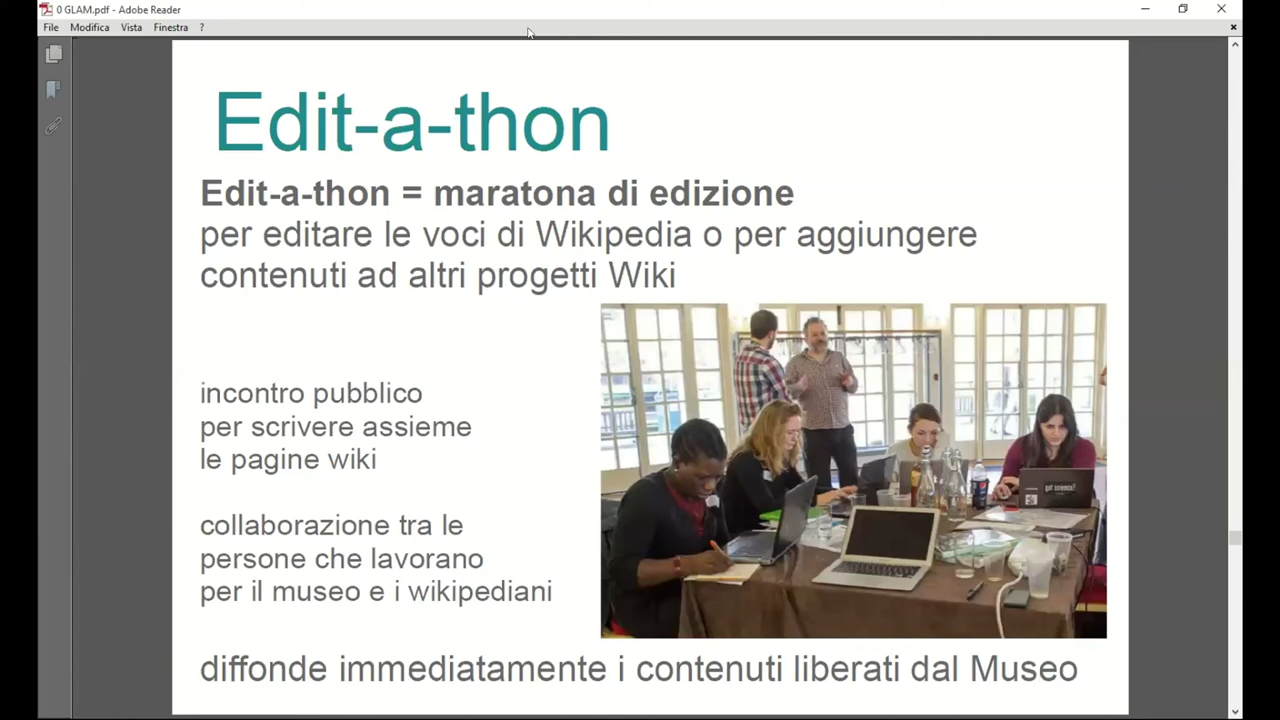 0 GLAM.pdf - Adobe Reader
File Modifica Vista Finestra ?
Edit-a-thon
Edit-a-thon = maratona di edizione
per editare le voci di Wikipedia o per aggiungere
contenuti ad altri progetti Wiki
incontro pubblico
per scrivere assieme
le pagine wiki
collaborazione tra le
persone che lavorano
per il museo e i wikipediani
got science?
diffonde immediatamente i contenuti liberati dal Museo